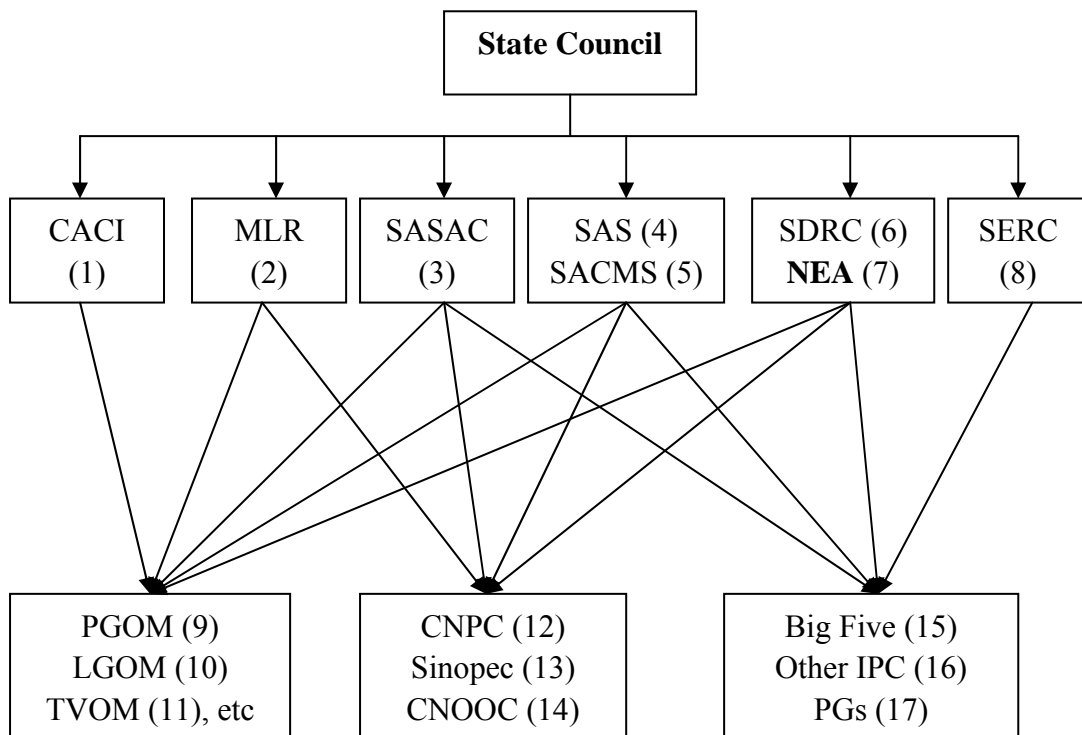 State Council
CACI
(1)
MLR
(2)
SASAC
(3)
SAS (4)
SACMS (5)
SDRC (6)
NEA (7)
SERC
(8)
PGOM (9)
LGOM (10)
TVOM (11), etc
CNPC (12)
Sinopec (13)
CNOOC (14)
Big Five (15)
Other IPC (16)
PGs (17)